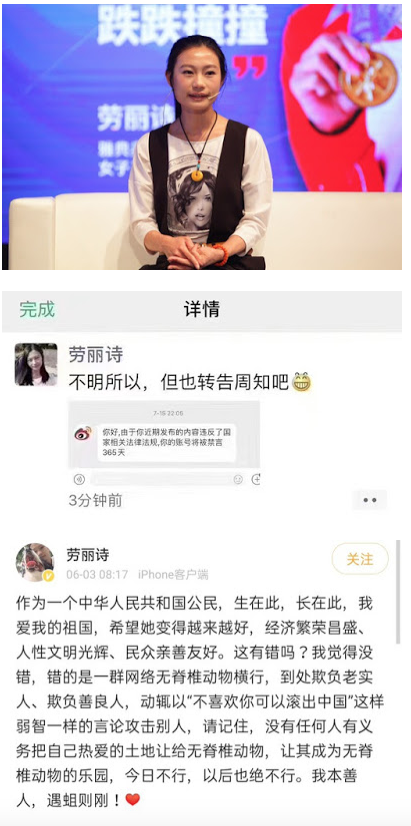 跌跌撞撞
”
劳丽诗
雅典
女子
完成 详情
劳丽诗
不明所以，但也转告周知吧😁
7-16 22:05
你好,由于你近期发布的内容违反了国
家相关法律法规,你的账号将被禁言
365天
3分钟前
劳丽诗
关注
06-03 08:17 iPhone客户端
作为一个中华人民共和国公民，生在此，长在此，我
爱我的祖国，希望她变得越来越好，经济繁荣昌盛、
人性文明光辉、民众亲善友好。这有错吗？我觉得没
错，错的是一群网络无脊椎动物横行，到处欺负老实
人、欺负善良人，动辄以“不喜欢你可以滚出中国”这样
弱智一样的言论攻击别人，请记住，没有任何人有义
务把自己热爱的土地让给无脊椎动物，让其成为无脊
椎动物的乐园，今日不行，以后也绝不行。我本善
人，遇蛆则刚！❤️